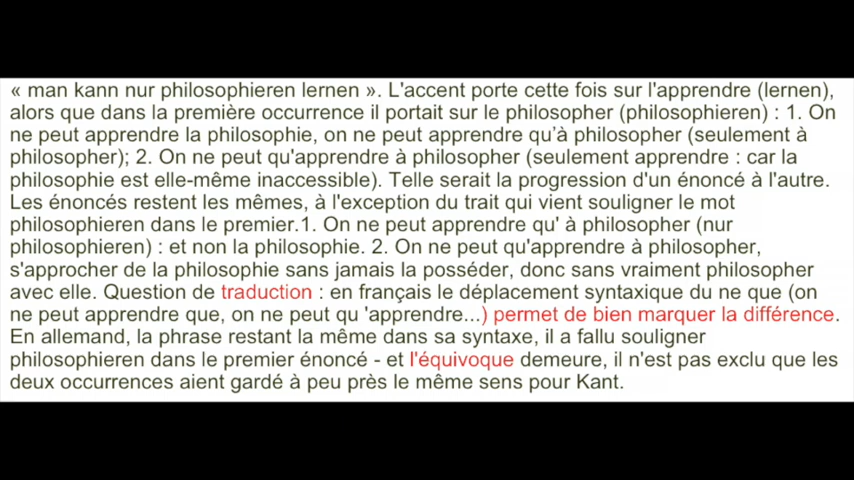 « man kann nur philosophieren lernen ». L'accent porte cette fois sur l'apprendre (lernen),
alors que dans la première occurrence il portait sur le philosopher (philosophieren) : 1. On
ne peut apprendre la philosophie, on ne peut apprendre qu’à philosopher (seulement à
philosopher); 2. On ne peut qu'apprendre à philosopher (seulement apprendre : car la
philosophie est elle-même inaccessible). Telle serait la progression d'un énoncé à l'autre.
Les énoncés restent les mêmes, à l'exception du trait qui vient souligner le mot
philosophieren dans le premier.1. On ne peut apprendre qu' à philosopher (nur
philosophieren) : et non la philosophie. 2. On ne peut qu'apprendre à philosopher,
s'approcher de la philosophie sans jamais la posséder, donc sans vraiment philosopher
avec elle. Question de traduction : en français le déplacement syntaxique du ne que (on
ne peut apprendre que, on ne peut qu 'apprendre...) permet de bien marquer la différence.
En allemand, la phrase restant la même dans sa syntaxe, il a fallu souligner
philosophieren dans le premier énoncé - et l'équivoque demeure, il n'est pas exclu que les
deux occurrences aient gardé à peu près le même sens pour Kant.